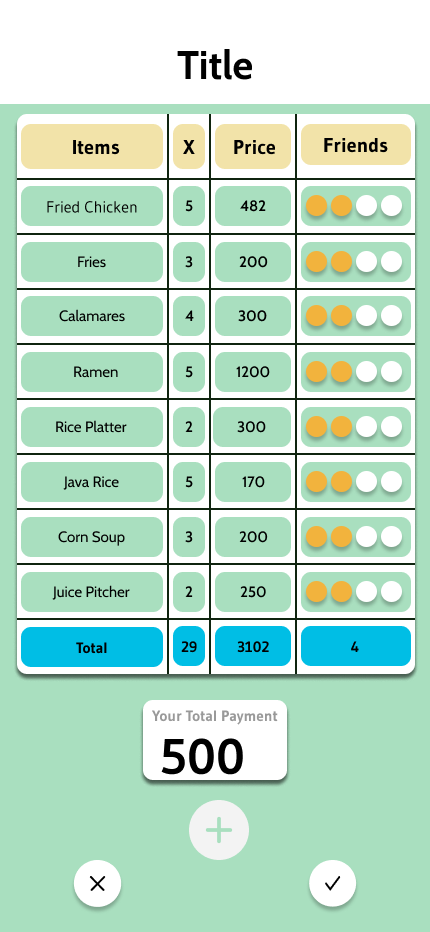 Title
Items X Price Friends
Fried Chicken 5 482
Fries 3 200
Calamares 4 300
Ramen 5 1200
Rice Platter 2 300
Java Rice 5 170
Corn Soup 3 200
Juice Pitcher 2 250
Total 29 3102 4
Your Total Payment
500